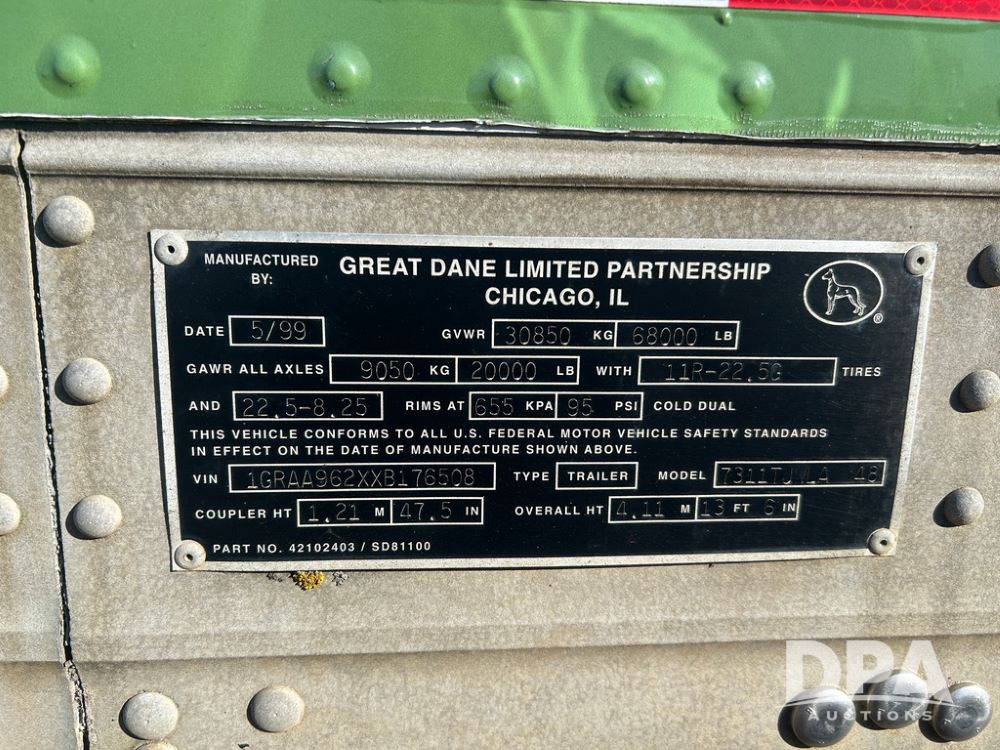 MANUFACTURED BY: GREAT DANE LIMITED PARTNERSHIP
CHICAGO, IL
®
DATE 5/99 GVWR 30850 KG 68000 LB
GAWR ALL AXLES 9050 KG 20000 LB WITH 11R-22.5G TIRES
AND 22.5-8.25 RIMS AT 655 KPA 95 PSI COLD DUAL
THIS VEHICLE CONFORMS TO ALL U.S. FEDERAL MOTOR VEHICLE SAFETY STANDARDS
IN EFFECT ON THE DATE OF MANUFACTURE SHOWN ABOVE.
VIN 1GRAA962XXB176508 TYPE TRAILER MODEL 48
COUPLER HT 1.21 M 47.5 IN OVERALL HT 4.11 M 13 FT 6 IN
PART NO. 42102403 / SD81100
DPA
AUCTIONS